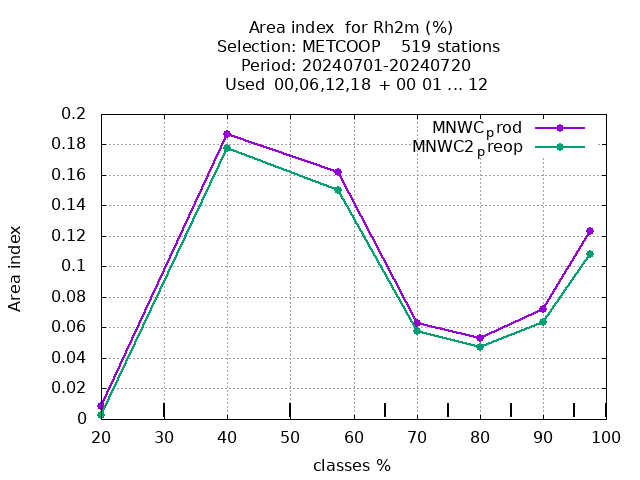 Area index  for Rh2m (%)
Selection: METCOOP    519 stations
Period: 20240701-20240720
Used  00,06,12,18  + 00 01 ... 12
MNWCprod
MNWC2preop
0.2
0.18
0.16
0.14
0.12
0.1
0.08
0.06
0.04
0.02
0
Area index
20 30 40 50 60 70 80 90 100
classes %